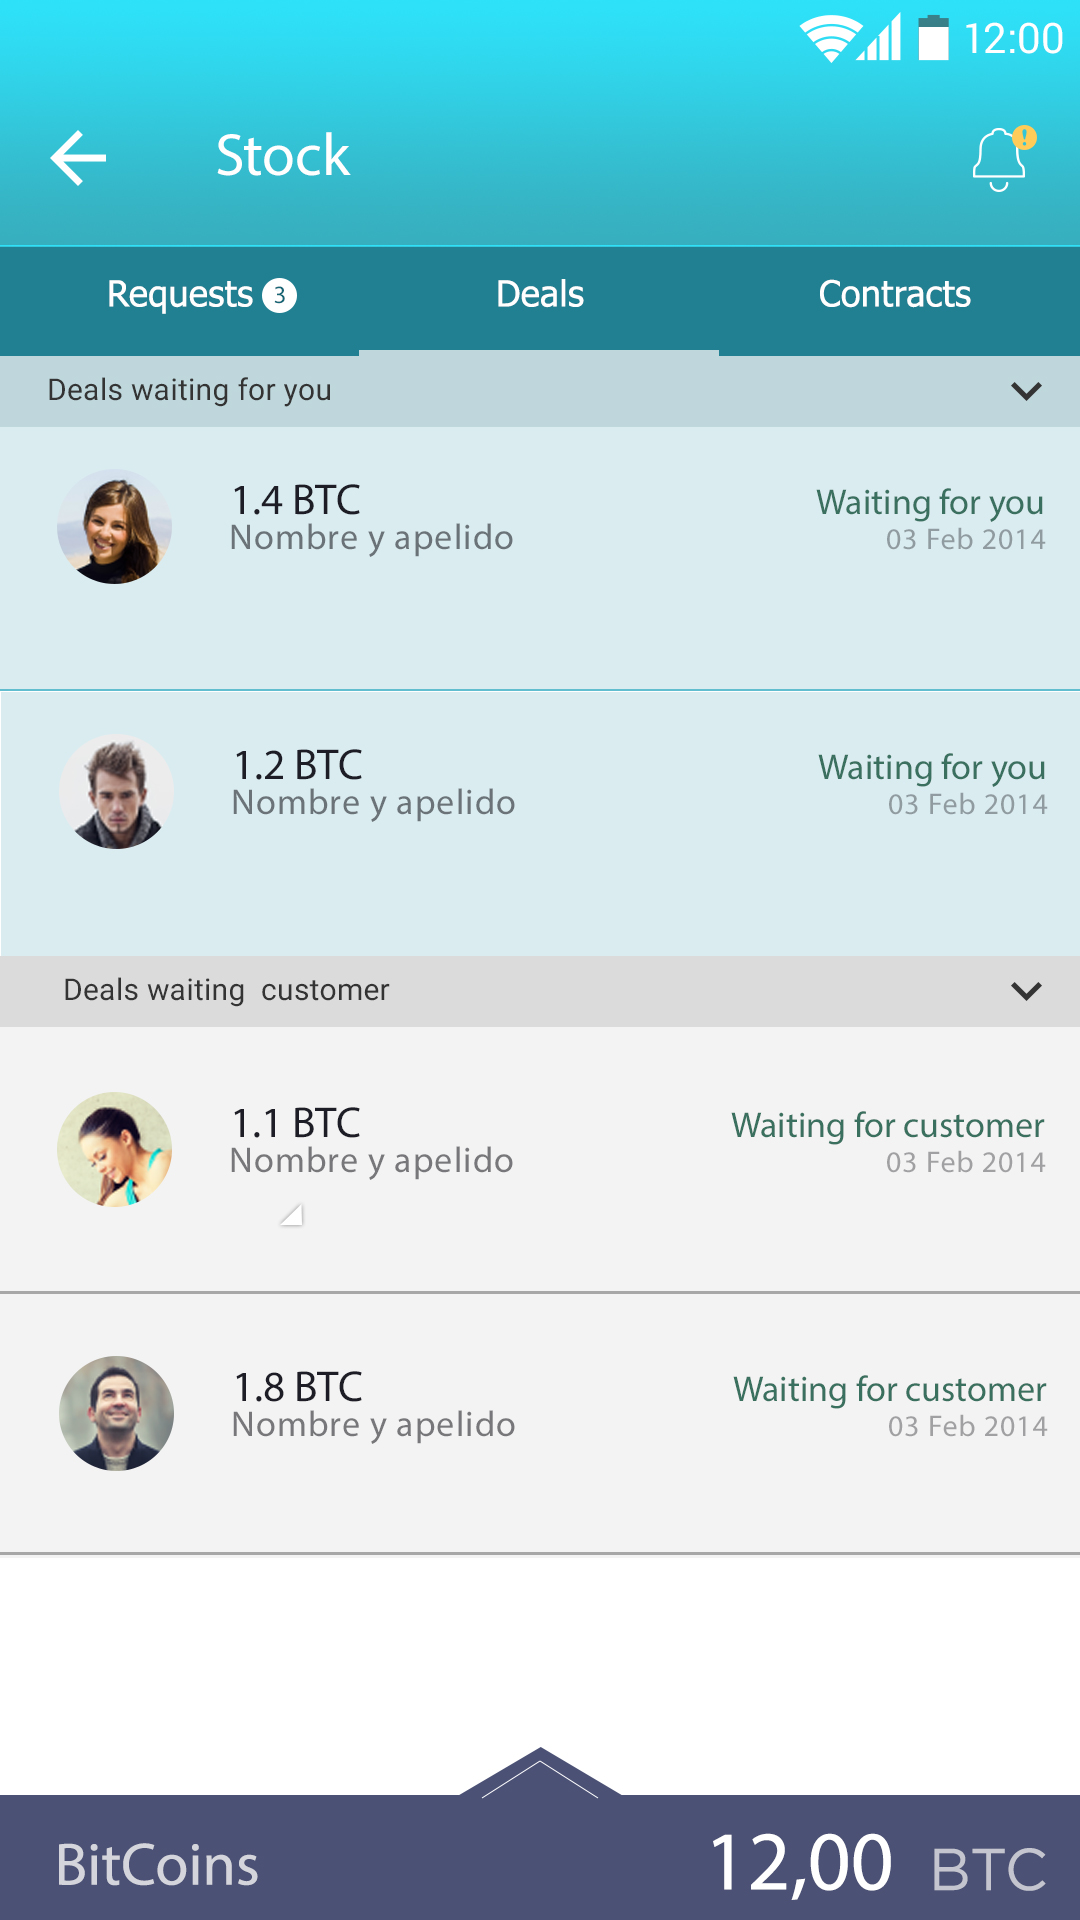 12:00
Stock
!
Requests 3
Deals
Contracts
Deals waiting for you
1.4 BTC
Waiting for you
Nombre y apelido
03 Feb 2014
1.2 BTC
Waiting for you
Nombre y apelido
03 Feb 2014
Deals waiting  customer
1.1 BTC
Waiting for customer
Nombre y apelido
03 Feb 2014
1.8 BTC
Waiting for customer
Nombre y apelido
03 Feb 2014
BitCoins
12,00 BTC